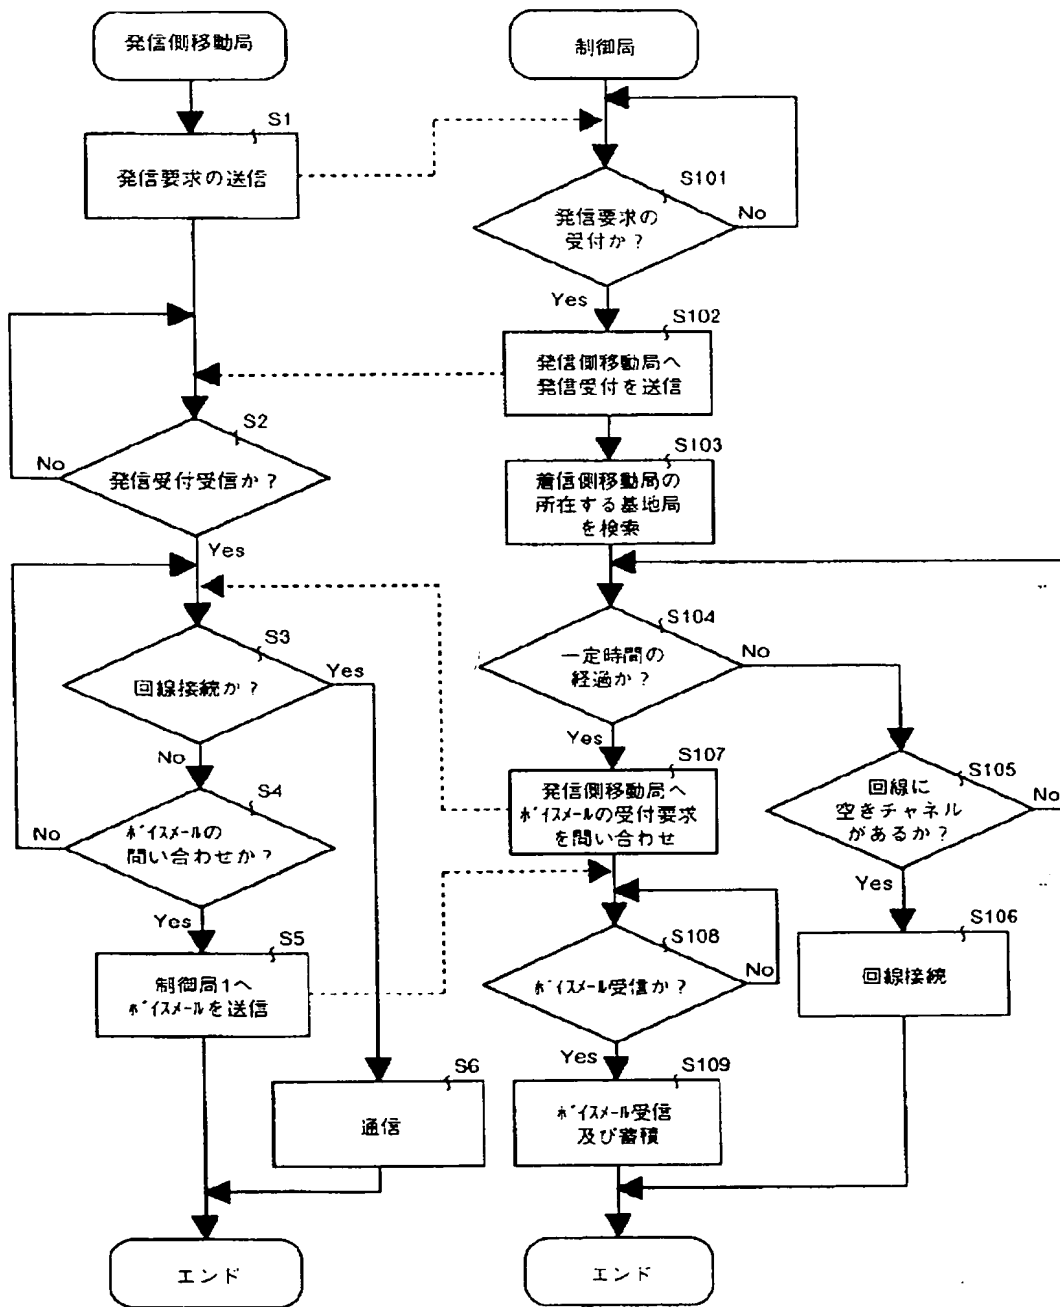 発信側移動局
S1
発信要求の送信
S2
発信受付受信か?
No
Yes
S3
回線接続か?
Yes
No
S4
ボイスメールの
問い合わせか?
No
Yes
S5
制御局1へ
ボイスメールを送信
S6
通信
エンド
制御局
S101
発信要求の
受付か?
No
Yes
S102
発信側移動局へ
発信受付を送信
S103
着信側移動局の
所在する基地局
を検索
S104
一定時間の
経過か?
No
Yes
S105
回線に
空きチャネル
があるか?
No
Yes
S106
回線接続
S107
発信側移動局へ
ボイスメールの受付要求
を問い合わせ
S108
ボイスメール受信か?
No
Yes
S109
ボイスメール受信
及び蓄積
エンド